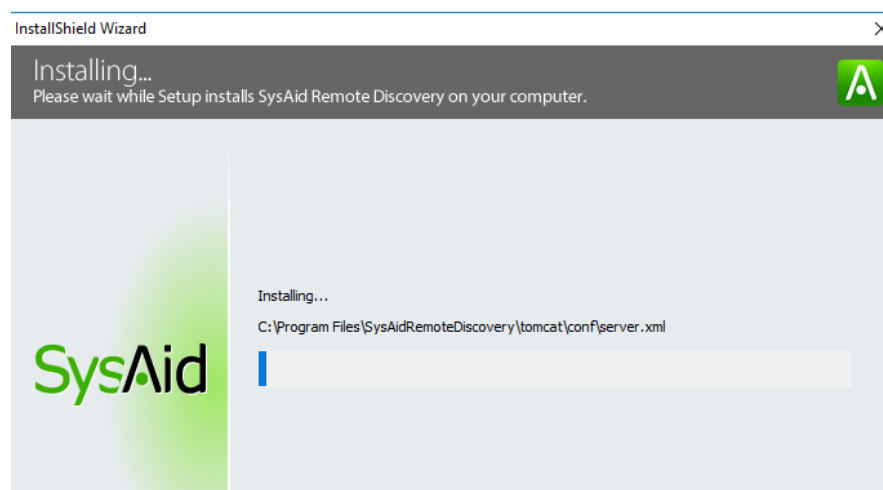 InstallShield Wizard
Installing...
Please wait while Setup installs SysAid Remote Discovery on your computer.
Installing...
C:\Program Files\SysAidRemoteDiscovery\tomcat\conf\server.xml
SysAid